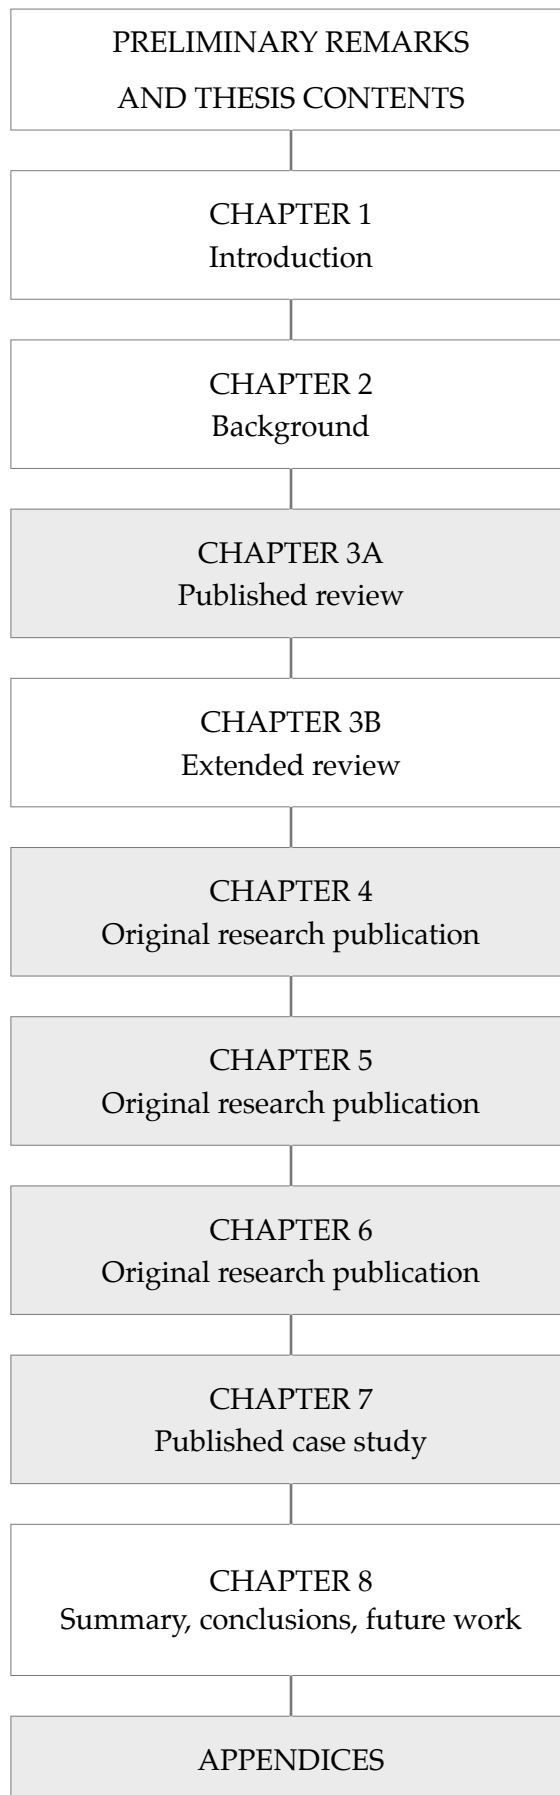 PRELIMINARY REMARKS
AND THESIS CONTENTS
CHAPTER 1
Introduction
CHAPTER 2
Background
CHAPTER 3A
Published review
CHAPTER 3B
Extended review
CHAPTER 4
Original research publication
CHAPTER 5
Original research publication
CHAPTER 6
Original research publication
CHAPTER 7
Published case study
CHAPTER 8
Summary, conclusions, future work
APPENDICES